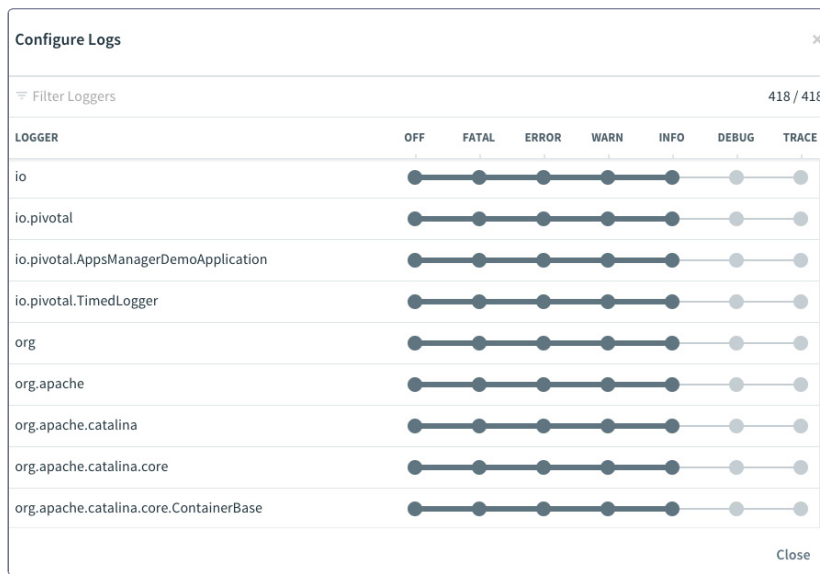 Configure Logs
×
Filter Loggers 418 / 418
LOGGER OFF FATAL ERROR WARN INFO DEBUG TRACE
io
io.pivotal
io.pivotal.AppsManagerDemoApplication
io.pivotal.TimedLogger
org
org.apache
org.apache.catalina
org.apache.catalina.core
org.apache.catalina.core.ContainerBase
Close